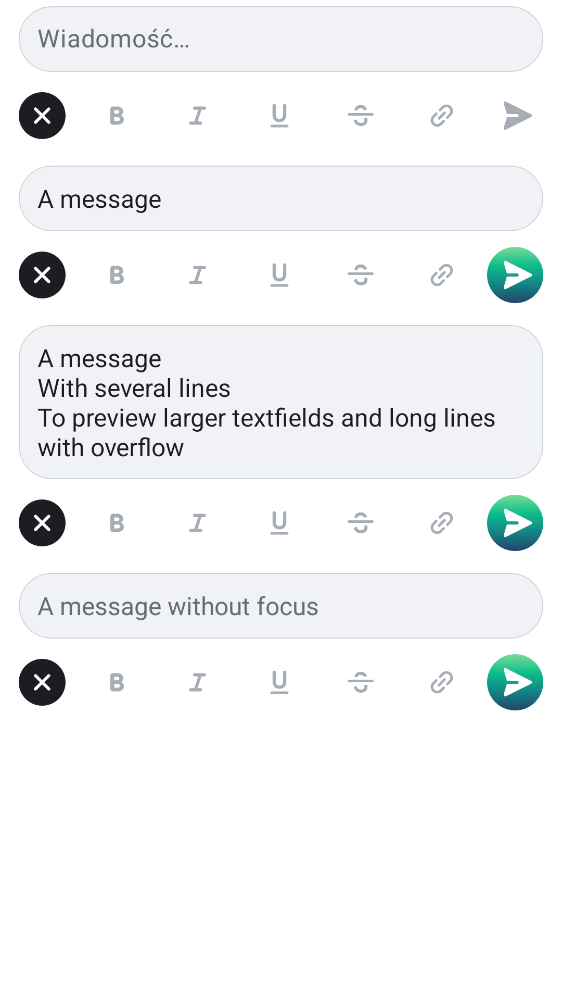 Wiadomość…
B I U S
A message
B I U S
A message
With several lines
To preview larger textfields and long lines
with overflow
B I U S
A message without focus
B I U S